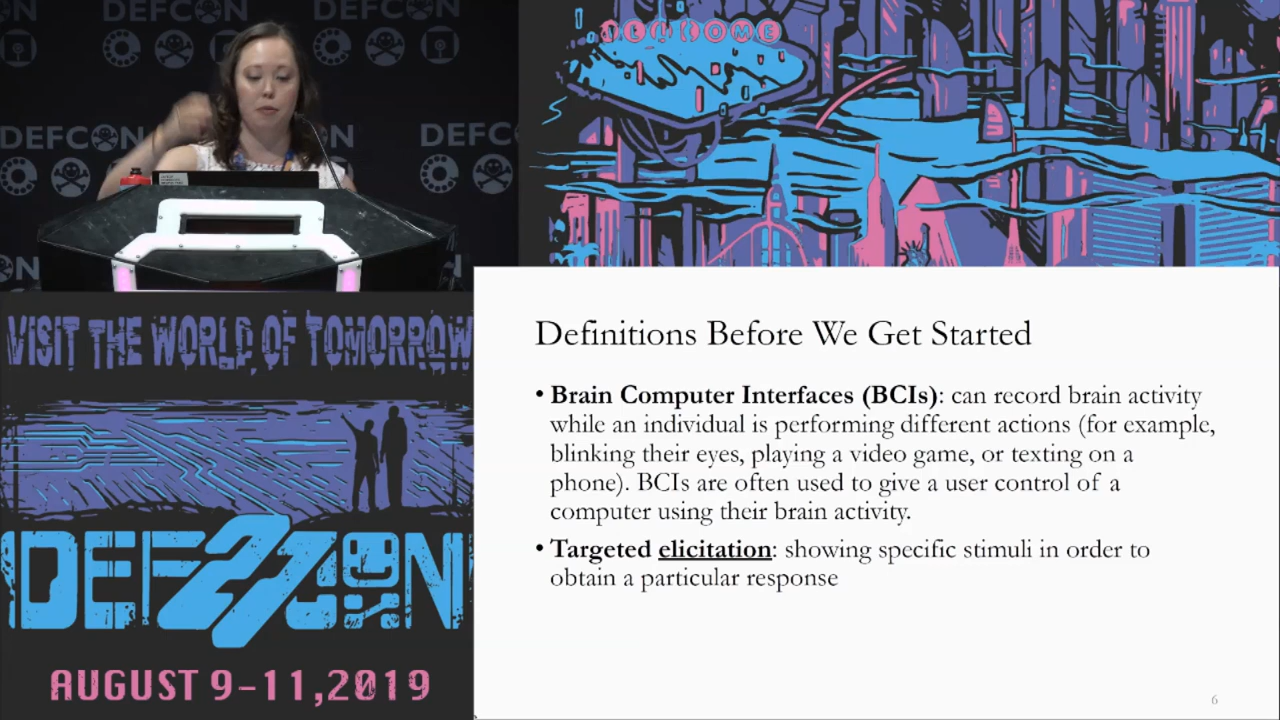 DEFCON
DEFCON
WELCOME
VISIT THE WORLD OF TOMORROW
DEF27CON
AUGUST 9-11,2019
Definitions Before We Get Started
• Brain Computer Interfaces (BCIs): can record brain activity
while an individual is performing different actions (for example,
blinking their eyes, playing a video game, or texting on a
phone). BCIs are often used to give a user control of a
computer using their brain activity.
• Targeted elicitation: showing specific stimuli in order to
obtain a particular response
6